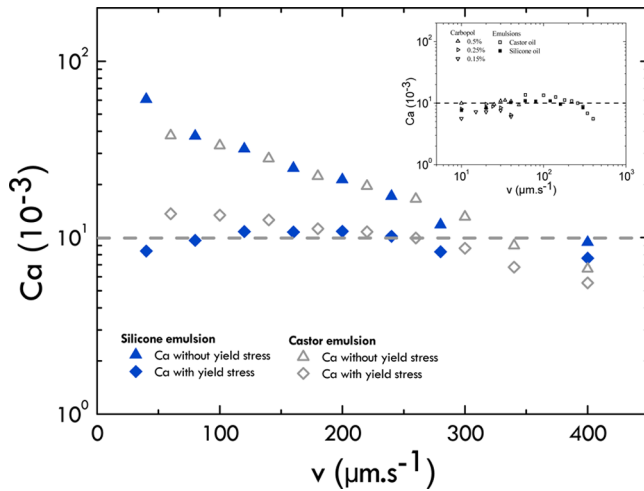 10²
10¹
10⁰
Ca (10⁻³)
0
100
200
300
400
v (μm.s⁻¹)
Silicone emulsion
Ca without yield stress
Ca with yield stress
Castor emulsion
Ca without yield stress
Ca with yield stress
Carbopol
0.5%
0.25%
0.15%
Emulsions
Castor oil
Silicone oil
10²
10¹
10⁰
Ca (10⁻³)
10¹
10²
10³
v (μm.s⁻¹)